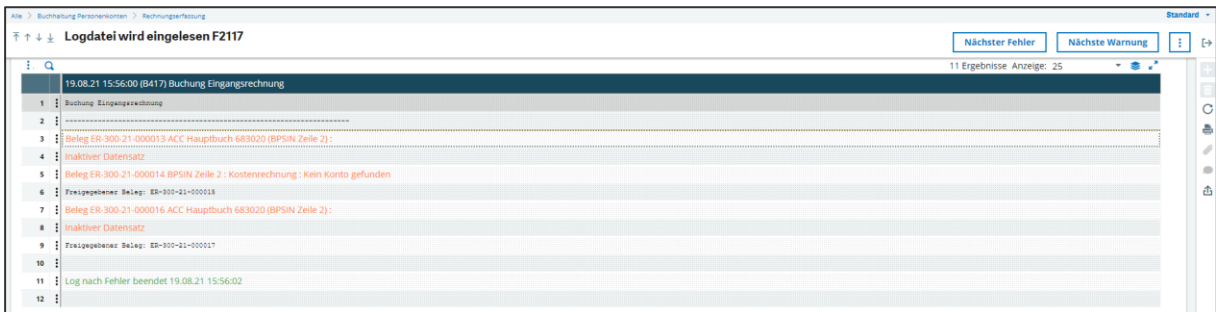 Alle > Buchhaltung Personenkonten > Rechnungserfassung
Standard
Logdatei wird eingelesen F2117
Nächster Fehler
Nächste Warnung
11 Ergebnisse Anzeige: 25
19.08.21 15:56:00 (B417) Buchung Eingangsrechnung
1 Buchung Eingangsrechnung
2 ----------------------------------------------------------------------
3 Beleg ER-300-21-000013 ACC Hauptbuch 683020 (BPSIN Zeile 2) :
4 Inaktiver Datensatz
5 Beleg ER-300-21-000014 BPSIN Zeile 2 : Kostenrechnung : Kein Konto gefunden
6 Freigegebener Beleg: ER-300-21-000015
7 Beleg ER-300-21-000016 ACC Hauptbuch 683020 (BPSIN Zeile 2) :
8 Inaktiver Datensatz
9 Freigegebener Beleg: ER-300-21-000017
10
11 Log nach Fehler beendet 19.08.21 15:56:02
12